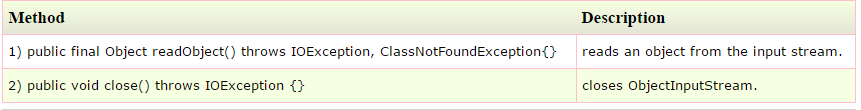 Method Description
1) public final Object readObject() throws IOException, ClassNotFoundException{} reads an object from the input stream.
2) public void close() throws IOException {} closes ObjectInputStream.